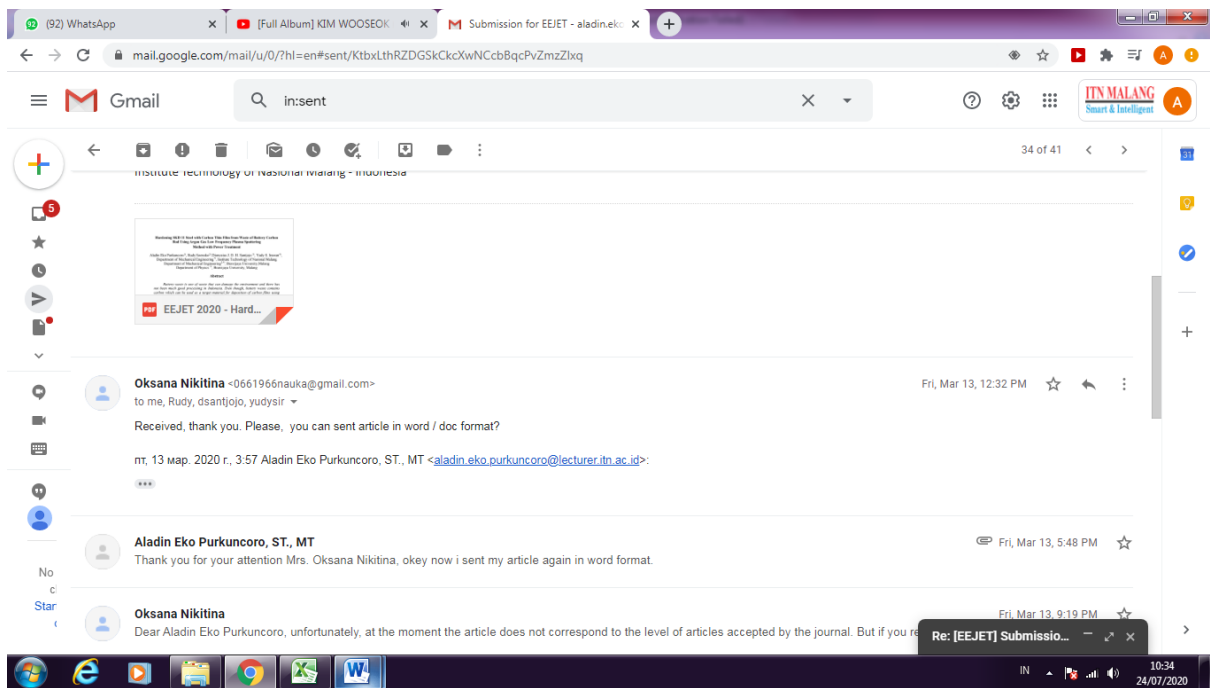 (92) WhatsApp
[Full Album] KIM WOOSEOK
Submission for EEJET - aladin.eko
mail.google.com/mail/u/0/?hl=en#sent/KtbxLthRZDGSkCkcXwNCcbBqcPvZmzZlxq
Gmail
in:sent
ITN MALANG
Smart & Intelligent
A
34 of 41
Institute Technology of Nasional Malang - Indonesia
5
31
Abstract
PDF EEJET 2020 - Hard...
Oksana Nikitina <0661966nauka@gmail.com>
Fri, Mar 13, 12:32 PM
to me, Rudy, dsantjojo, yudysir
Received, thank you. Please,  you can sent article in word / doc format?
пт, 13 мар. 2020 г., 3:57 Aladin Eko Purkuncoro, ST., MT <aladin.eko.purkuncoro@lecturer.itn.ac.id>:
Aladin Eko Purkuncoro, ST., MT
Fri, Mar 13, 5:48 PM
Thank you for your attention Mrs. Oksana Nikitina, okey now i sent my article again in word format.
No
c
Star
Oksana Nikitina
Fri, Mar 13, 9:19 PM
Dear Aladin Eko Purkuncoro, unfortunately, at the moment the article does not correspond to the level of articles accepted by the journal. But if you re
Re: [EEJET] Submissio...
IN
10:34
24/07/2020